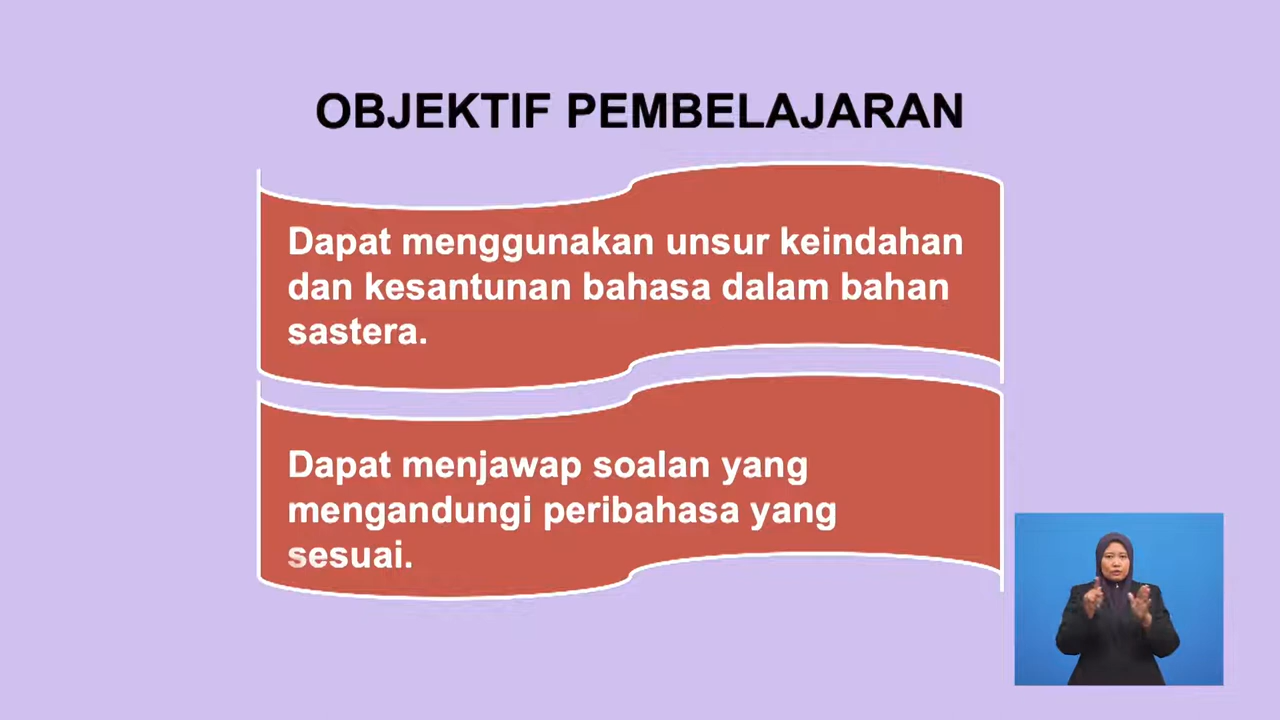 OBJEKTIF PEMBELAJARAN
Dapat menggunakan unsur keindahan
dan kesantunan bahasa dalam bahan
sastera.
Dapat menjawap soalan yang
mengandungi peribahasa yang
sesuai.